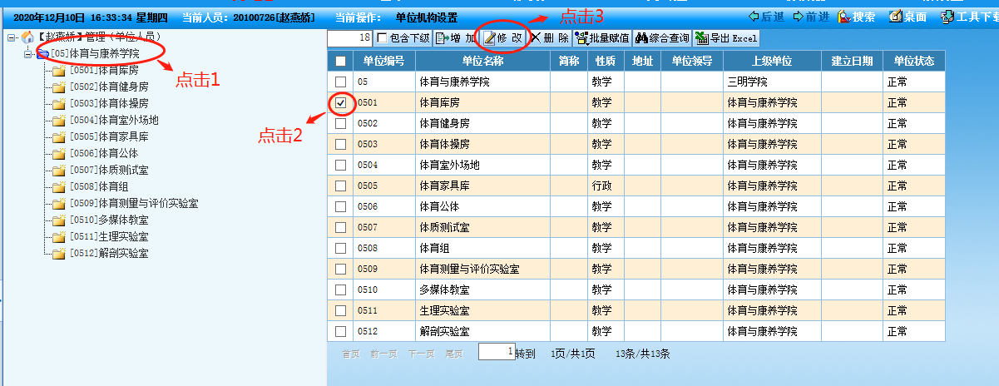 2020年12月10日 16:33:34 星期四 当前人员: 20100726[赵燕娇] 当前操作: 单位机构设置 点击3 后退 前进 搜索 桌面 工具下
【赵燕娇】管理（单位人员）
[05]体育与康养学院
点击1
[0501]体育库房
[0502]体育健身房
[0503]体育体操房
[0504]体育室外场地
[0505]体育家具库
[0506]体育公体
[0507]体质测试室
[0508]体育组
[0509]体育测量与评价实验室
[0510]多媒体教室
[0511]生理实验室
[0512]解剖实验室
18 包含下级 增 加 修 改 删 除 批量赋值 综合查询 导出Excel
单位编号 单位名称 简称 性质 地址 单位领导 上级单位 建立日期 单位状态
05 体育与康养学院 教学 三明学院 正常
0501 体育库房 教学 体育与康养学院 正常
点击2
0502 体育健身房 教学 体育与康养学院 正常
0503 体育体操房 教学 体育与康养学院 正常
0504 体育室外场地 教学 体育与康养学院 正常
0505 体育家具库 行政 体育与康养学院 正常
0506 体育公体 教学 体育与康养学院 正常
0507 体质测试室 教学 体育与康养学院 正常
0508 体育组 教学 体育与康养学院 正常
0509 体育测量与评价实验室 教学 体育与康养学院 正常
0510 多媒体教室 教学 体育与康养学院 正常
0511 生理实验室 教学 体育与康养学院 正常
0512 解剖实验室 教学 体育与康养学院 正常
首页 前一页 下一页 尾页 1 转到 1页/共1页 13条/共13条